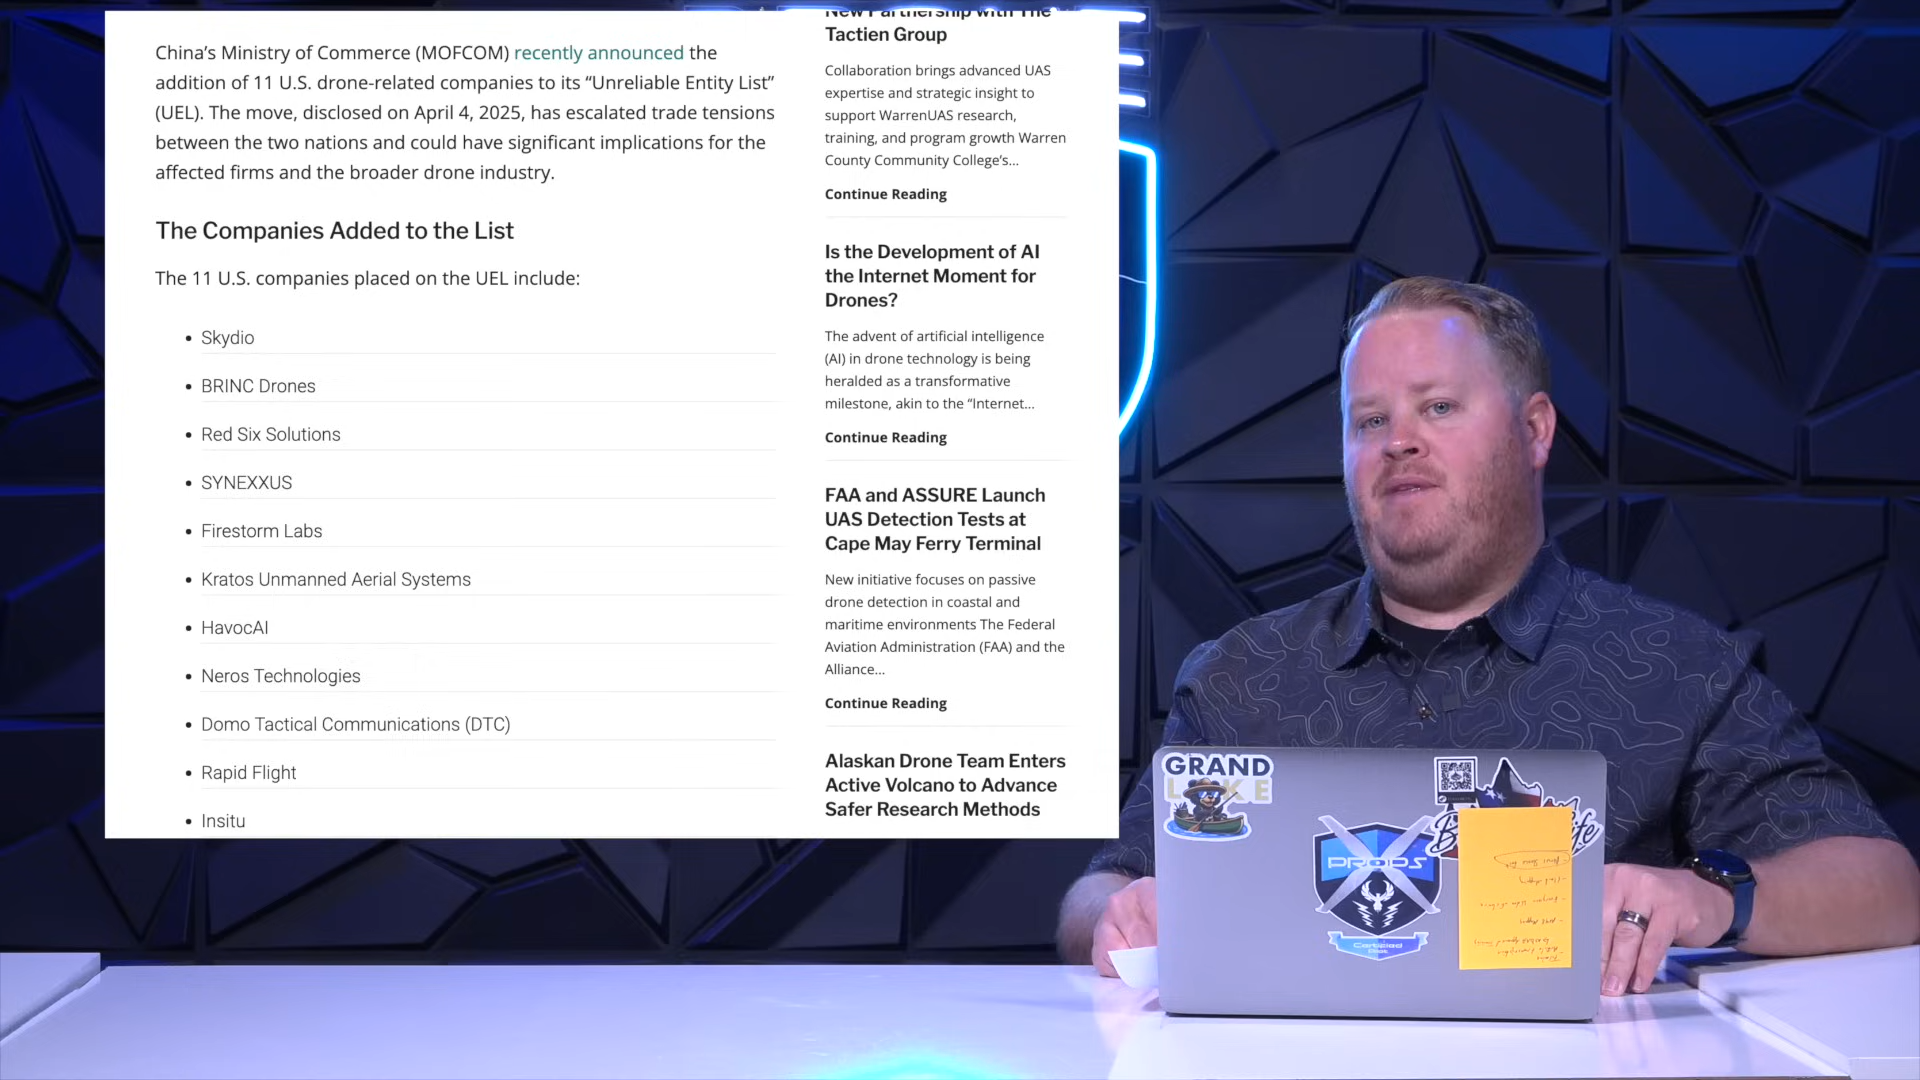 China’s Ministry of Commerce (MOFCOM) recently announced the
addition of 11 U.S. drone-related companies to its “Unreliable Entity List”
(UEL). The move, disclosed on April 4, 2025, has escalated trade tensions
between the two nations and could have significant implications for the
affected firms and the broader drone industry.
The Companies Added to the List
The 11 U.S. companies placed on the UEL include:
• Skydio
• BRINC Drones
• Red Six Solutions
• SYNEXXUS
• Firestorm Labs
• Kratos Unmanned Aerial Systems
• HavocAI
• Neros Technologies
• Domo Tactical Communications (DTC)
• Rapid Flight
• Insitu
New Partnership with The
Tactien Group
Collaboration brings advanced UAS
expertise and strategic insight to
support WarrenUAS research,
training, and program growth Warren
County Community College’s...
Continue Reading
Is the Development of AI
the Internet Moment for
Drones?
The advent of artificial intelligence
(AI) in drone technology is being
heralded as a transformative
milestone, akin to the “Internet...
Continue Reading
FAA and ASSURE Launch
UAS Detection Tests at
Cape May Ferry Terminal
New initiative focuses on passive
drone detection in coastal and
maritime environments The Federal
Aviation Administration (FAA) and the
Alliance...
Continue Reading
Alaskan Drone Team Enters
Active Volcano to Advance
Safer Research Methods
GRAND
LAKE
PROPS
Certified